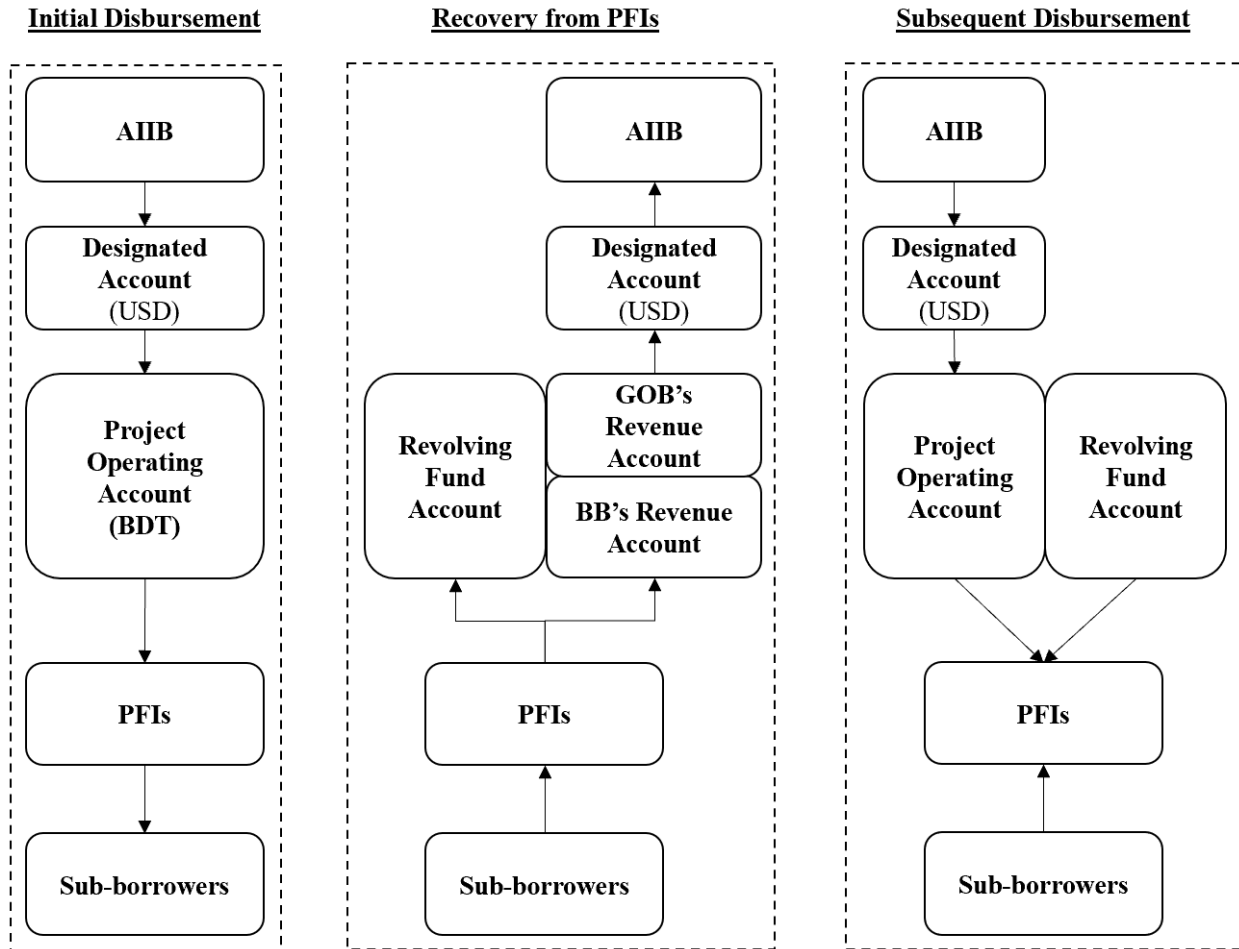 Initial Disbursement
AIIB
Designated
Account
(USD)
Project
Operating
Account
(BDT)
PFIs
Sub-borrowers
Recovery from PFIs
AIIB
Designated
Account
(USD)
Revolving
Fund
Account
GOB’s
Revenue
Account
BB’s Revenue
Account
PFIs
Sub-borrowers
Subsequent Disbursement
AIIB
Designated
Account
(USD)
Project
Operating
Account
Revolving
Fund
Account
PFIs
Sub-borrowers